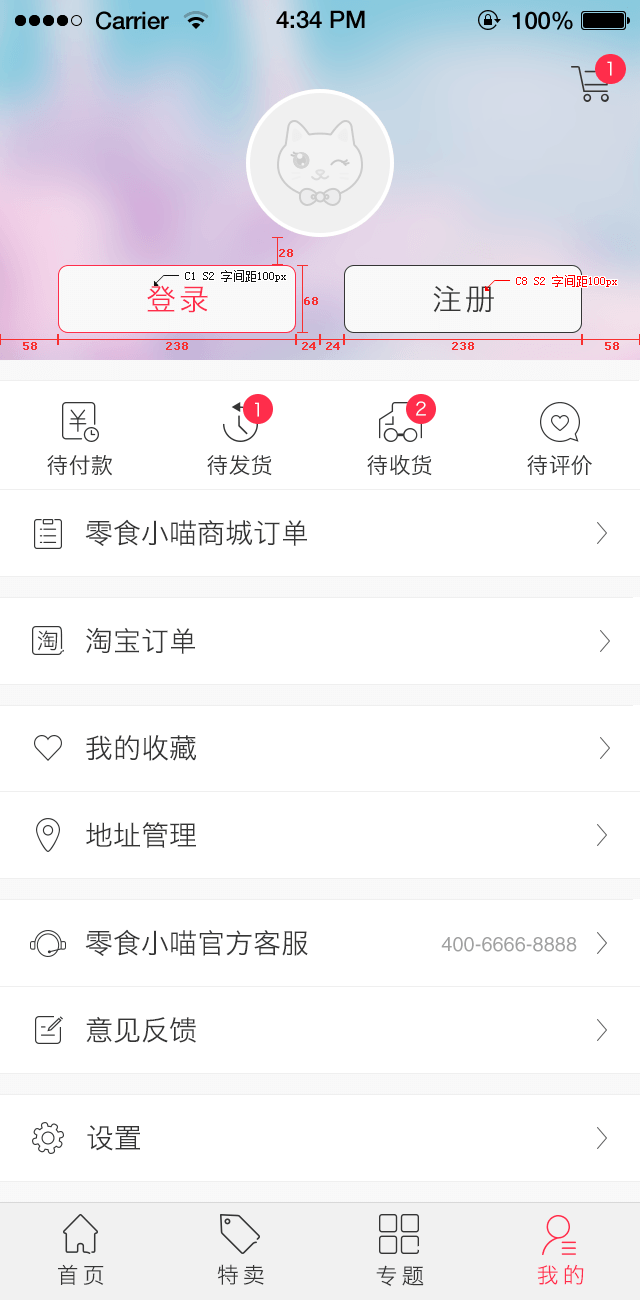 Carrier 4:34 PM 100%
1
28
C1 S2 字间距100px
C8 S2 字间距100px
登录
68
注册
58 238 24 24 238 58
¥ 1 2
待付款 待发货 待收货 待评价
零食小喵商城订单
淘 淘宝订单
我的收藏
地址管理
零食小喵官方客服 400-6666-8888
意见反馈
设置
首页 特卖 专题 我的